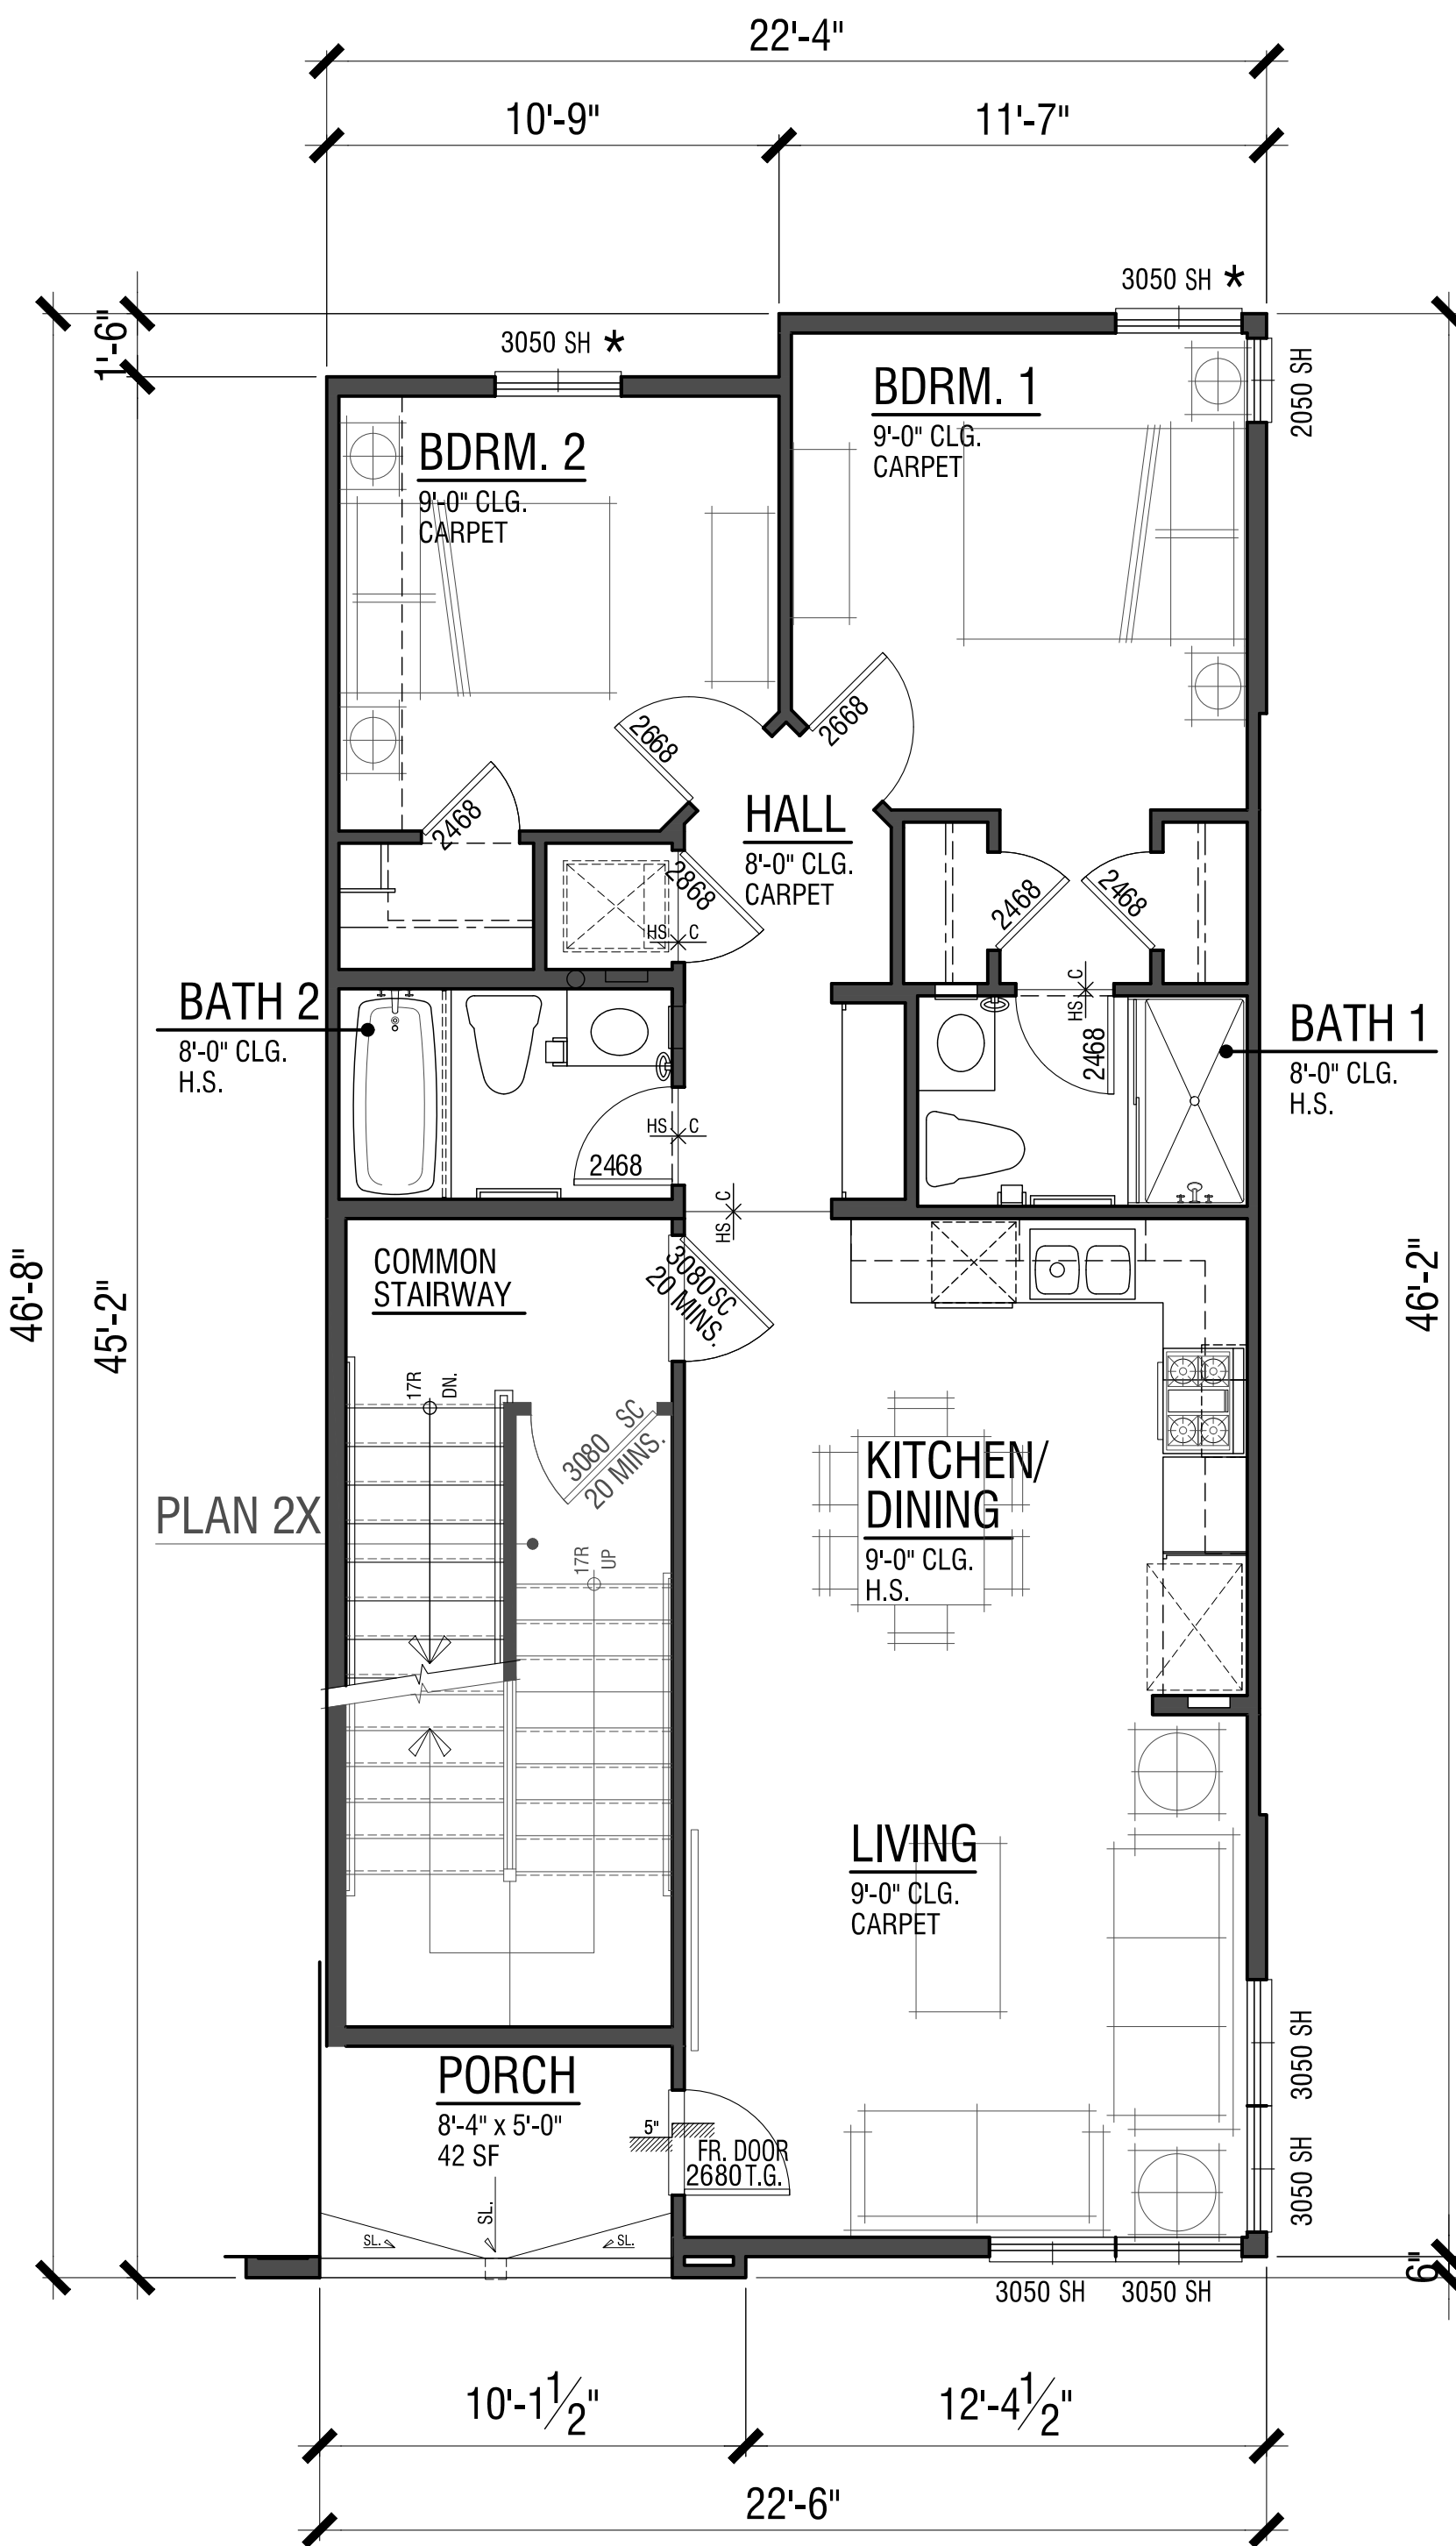 22'-4"
10'-9"
11'-7"
3050 SH *
1'-6"
3050 SH *
2050 SH
BDRM. 1
9'-0" CLG.
CARPET
BDRM. 2
9'-0" CLG.
CARPET
2668
2668
2468
HALL
8'-0" CLG.
CARPET
2868
2468
2468
HS C
BATH 2
8'-0" CLG.
H.S.
HS C
2468
BATH 1
8'-0" CLG.
H.S.
HS C
2468
HS C
46'-8"
45'-2"
46'-2"
COMMON
STAIRWAY
3080 SC
20 MINS.
17R
DN.
3080 SC
20 MINS.
PLAN 2X
17R
UP
KITCHEN/
DINING
9'-0" CLG.
H.S.
LIVING
9'-0" CLG.
CARPET
3050 SH
3050 SH
PORCH
8'-4" x 5'-0"
42 SF
5"
FR. DOOR
2680 T.G.
SL.
SL.
SL.
3050 SH
3050 SH
6"
10'-1 1/2"
12'-4 1/2"
22'-6"